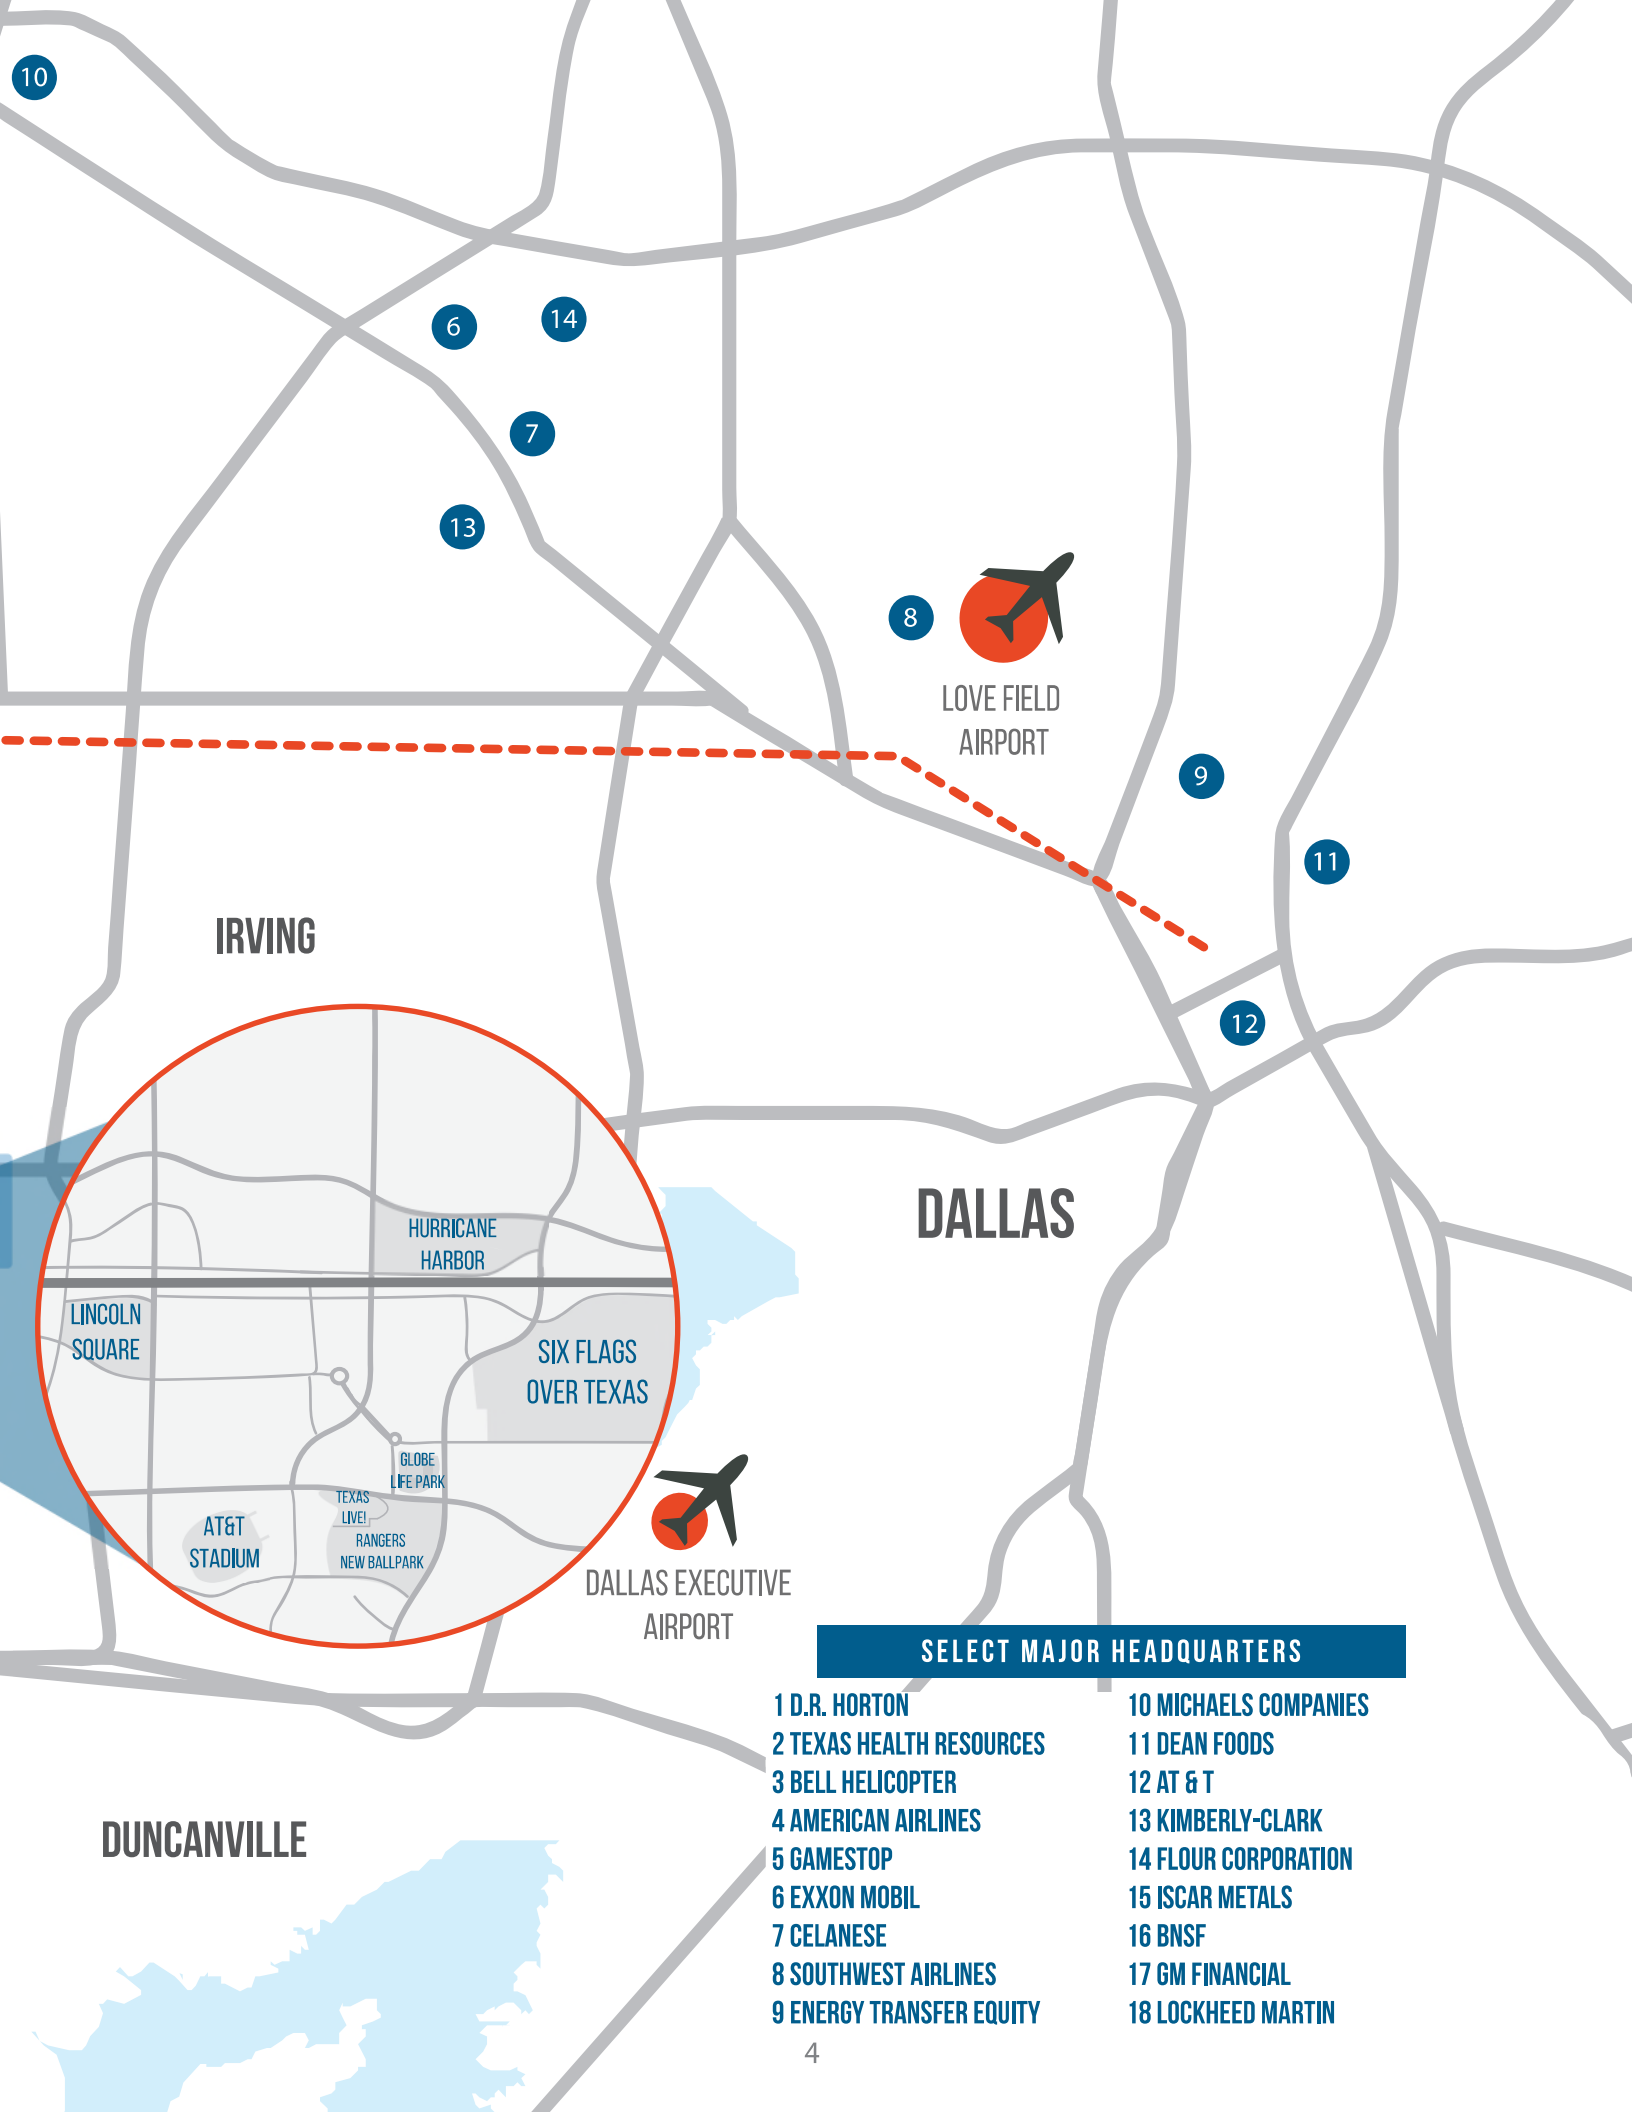 10
6
14
7
13
8
LOVE FIELD
AIRPORT
9
11
IRVING
12
DALLAS
HURRICANE
HARBOR
LINCOLN
SQUARE
SIX FLAGS
OVER TEXAS
GLOBE
LIFE PARK
TEXAS
LIVE!
RANGERS
NEW BALLPARK
AT&T
STADIUM
DALLAS EXECUTIVE
AIRPORT
DUNCANVILLE
SELECT MAJOR HEADQUARTERS
1 D.R. HORTON
2 TEXAS HEALTH RESOURCES
3 BELL HELICOPTER
4 AMERICAN AIRLINES
5 GAMESTOP
6 EXXON MOBIL
7 CELANESE
8 SOUTHWEST AIRLINES
9 ENERGY TRANSFER EQUITY
10 MICHAELS COMPANIES
11 DEAN FOODS
12 AT & T
13 KIMBERLY-CLARK
14 FLOUR CORPORATION
15 ISCAR METALS
16 BNSF
17 GM FINANCIAL
18 LOCKHEED MARTIN
4